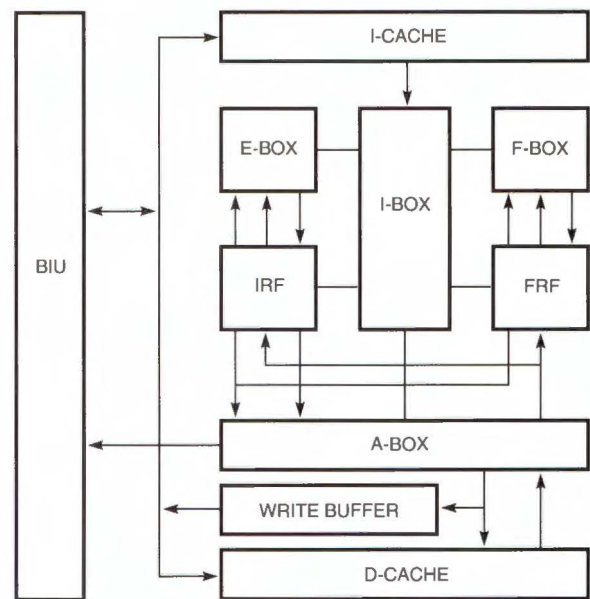 I-CACHE
E-BOX
F-BOX
I-BOX
BIU
IRF
FRF
A-BOX
WRITE BUFFER
D-CACHE